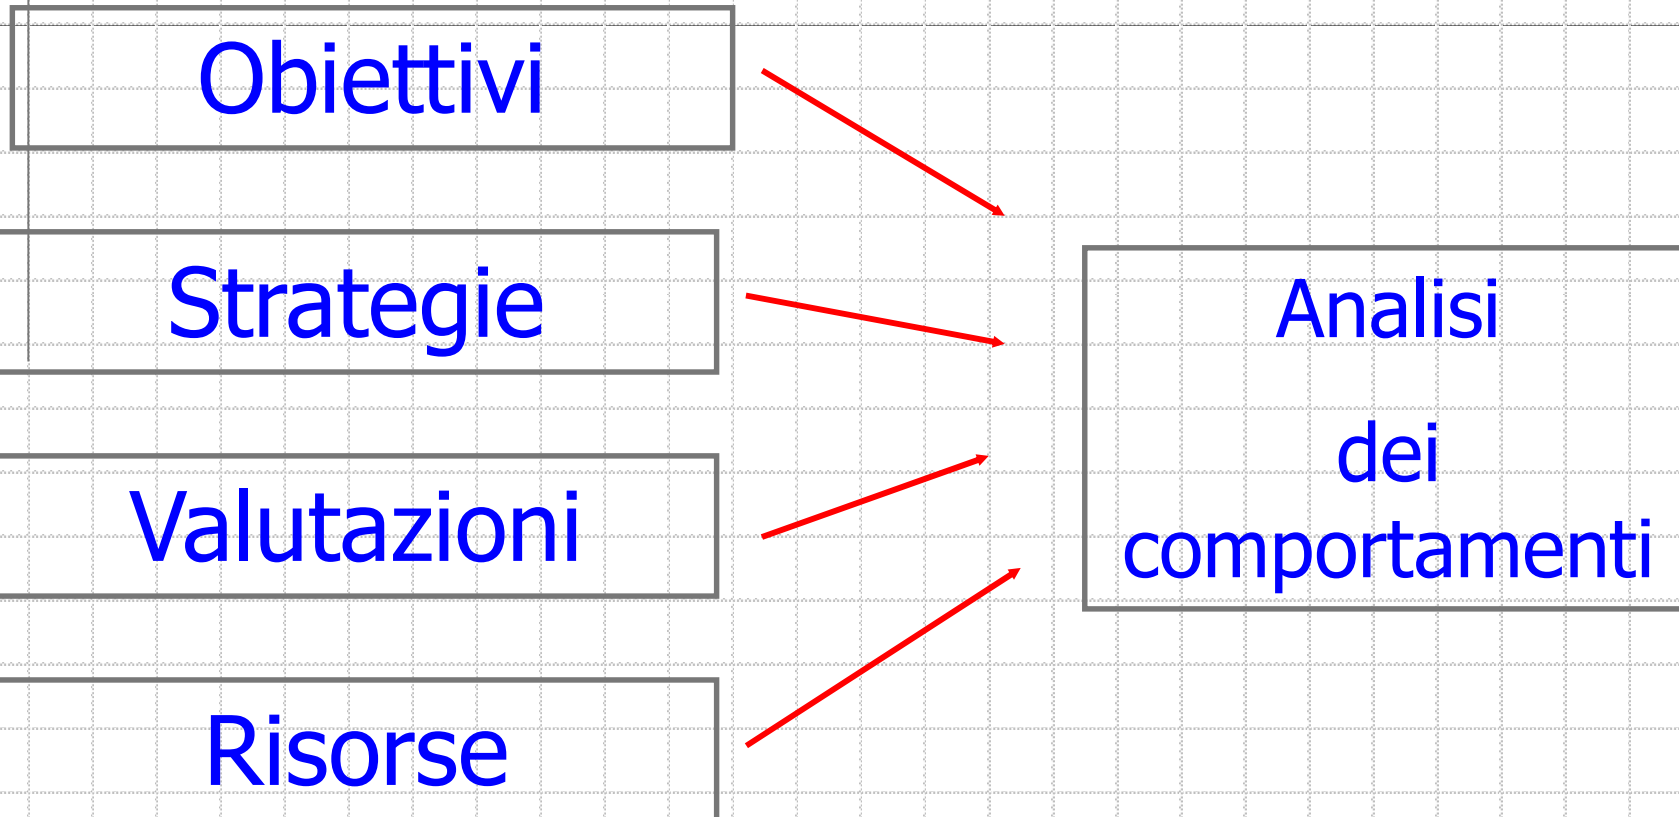 Obiettivi
Strategie
Valutazioni
Risorse
Analisi
dei
comportamenti